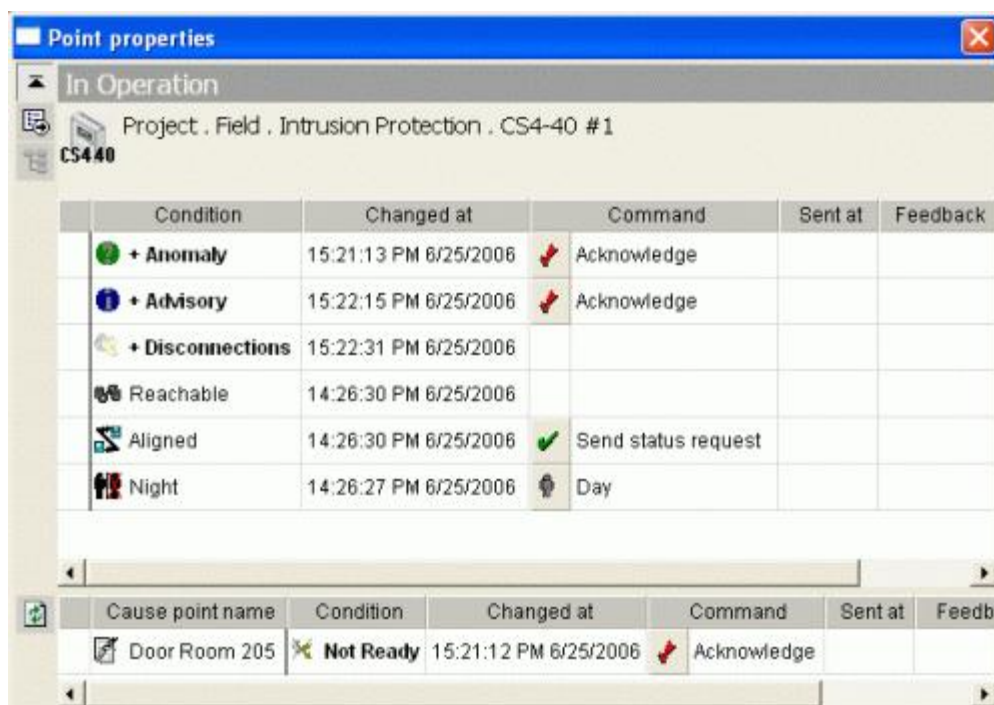 Point properties
In Operation
Project . Field . Intrusion Protection . CS4-40 #1
CS440
Condition Changed at Command Sent at Feedback
+ Anomaly 15:21:13 PM 6/25/2006 Acknowledge
+ Advisory 15:22:15 PM 6/25/2006 Acknowledge
+ Disconnections 15:22:31 PM 6/25/2006
Reachable 14:26:30 PM 6/25/2006
Aligned 14:26:30 PM 6/25/2006 Send status request
Night 14:26:27 PM 6/25/2006 Day
Cause point name Condition Changed at Command Sent at Feedb
Door Room 205 Not Ready 15:21:12 PM 6/25/2006 Acknowledge